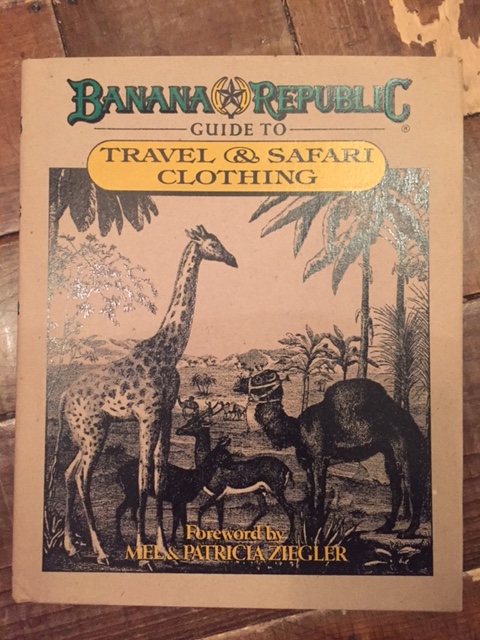 BANANA REPUBLIC ®
GUIDE TO
TRAVEL & SAFARI
CLOTHING
Foreword by
MEL & PATRICIA ZIEGLER